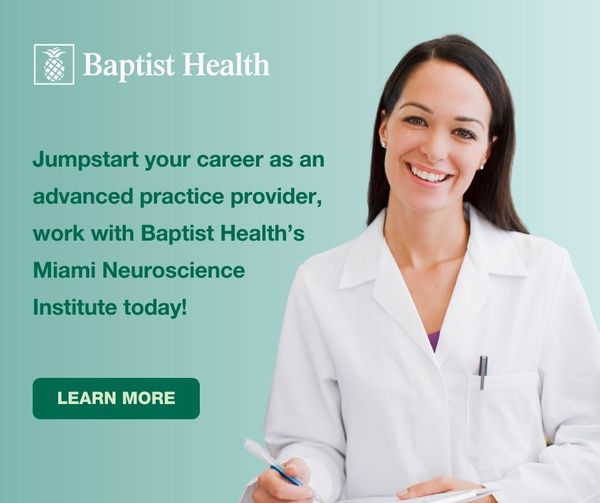 Baptist Health
Jumpstart your career as an
advanced practice provider,
work with Baptist Health's
Miami Neuroscience
Institute today!
LEARN MORE